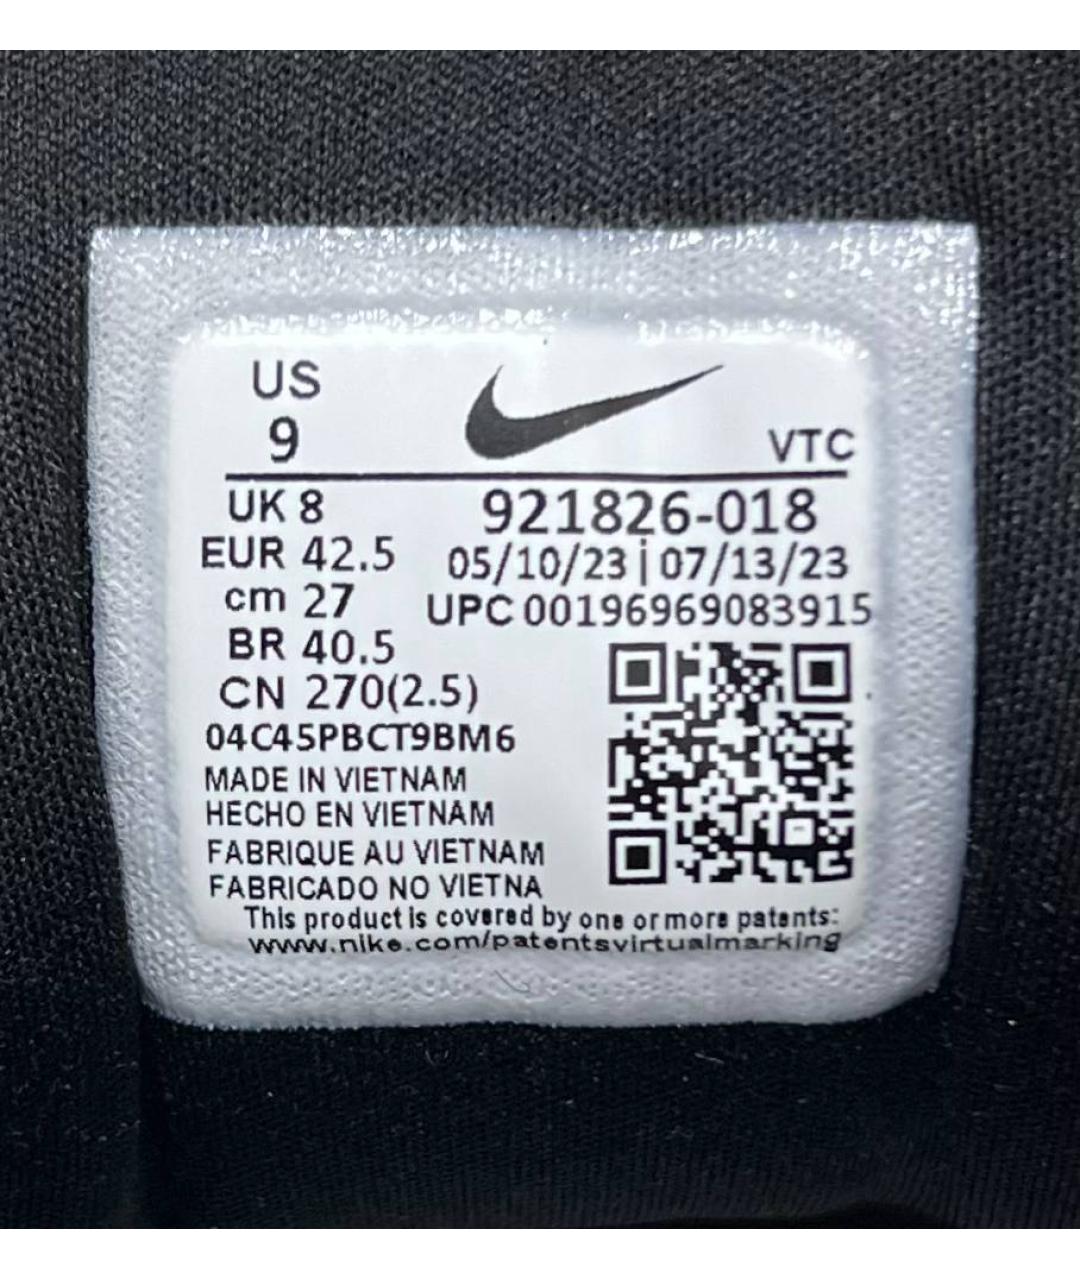 US
9
VTC
UK 8
921826-018
EUR 42.5
05/10/23 | 07/13/23
cm 27
UPC 00196969083915
BR 40.5
CN 270(2.5)
04C45PBCT9BM6
MADE IN VIETNAM
HECHO EN VIETNAM
FABRIQUE AU VIETNAM
FABRICADO NO VIETNA
This product is covered by one or more patents:
www.nike.com/patentsvirtualmarking